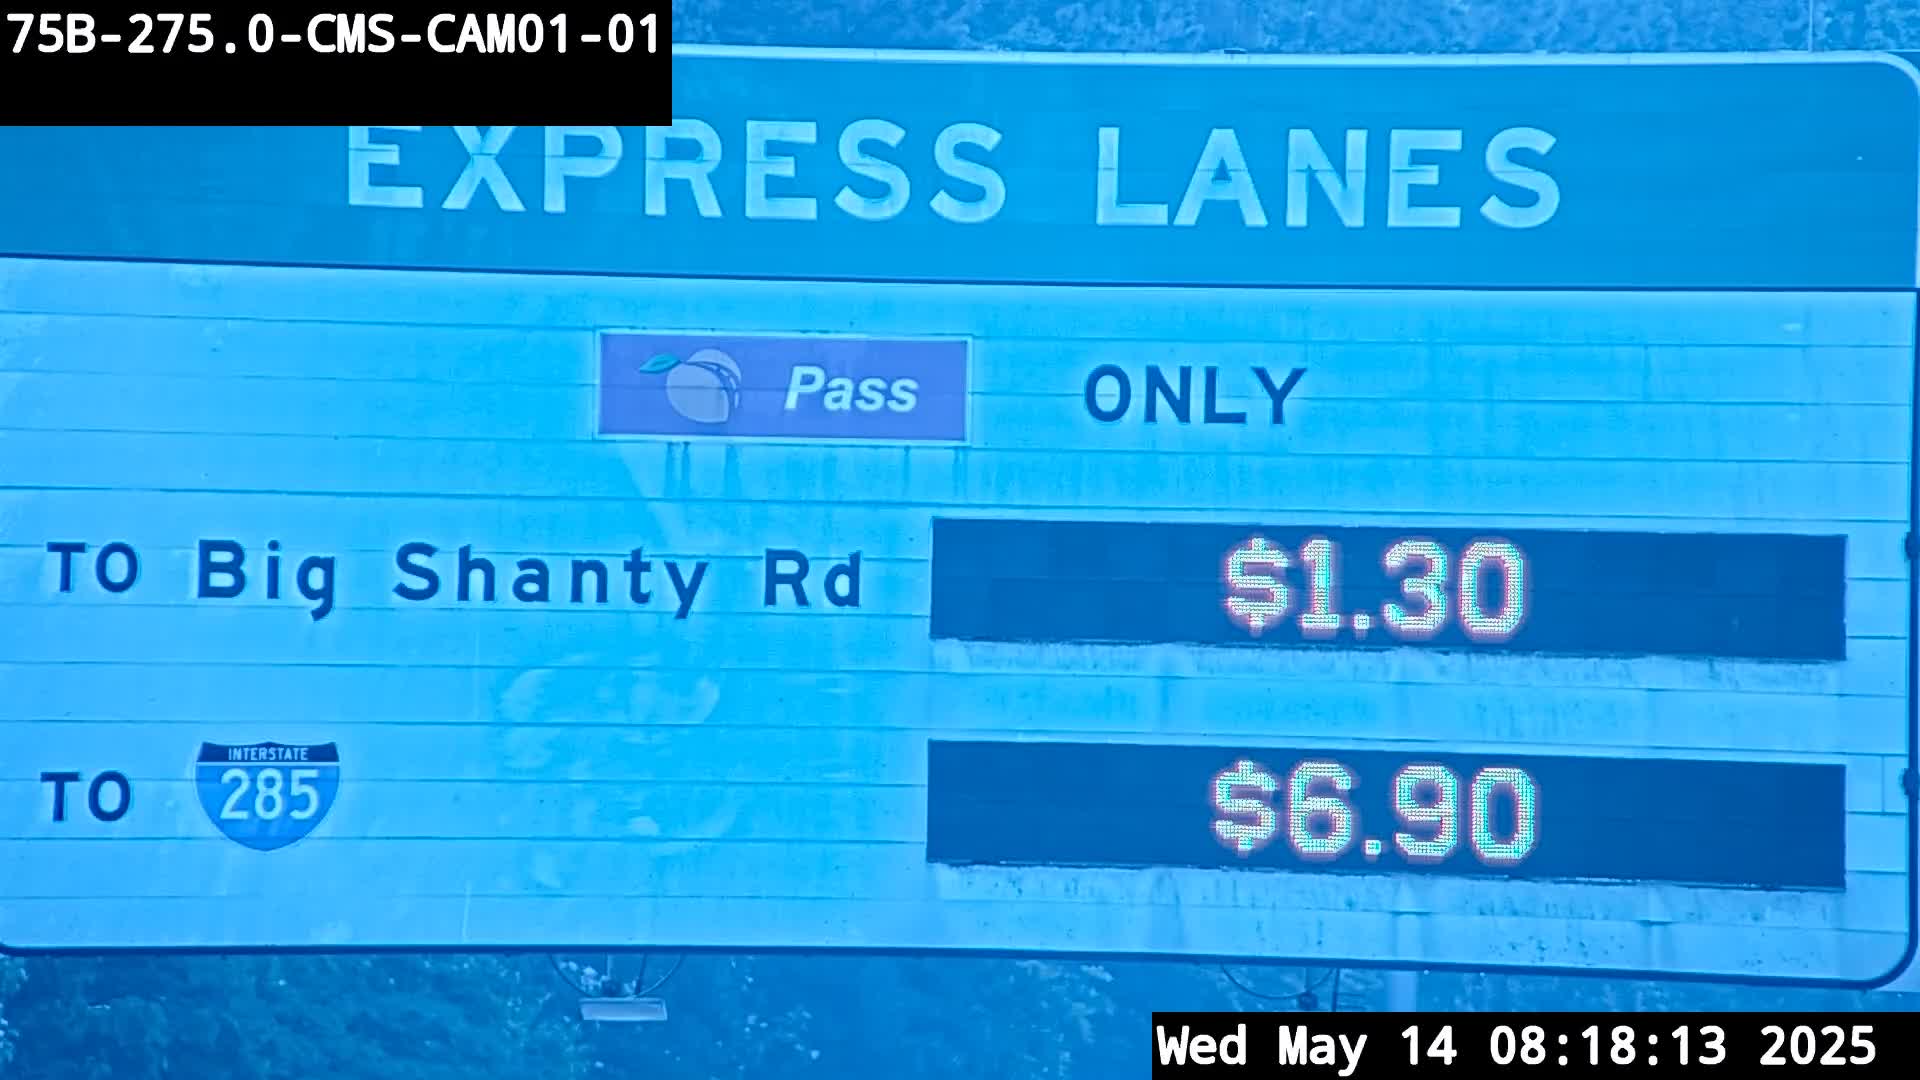 75B-275.0-CMS-CAM01-01
EXPRESS LANES
Pass ONLY
TO Big Shanty Rd $1.30
TO INTERSTATE 285 $6.90
Wed May 14 08:18:13 2025